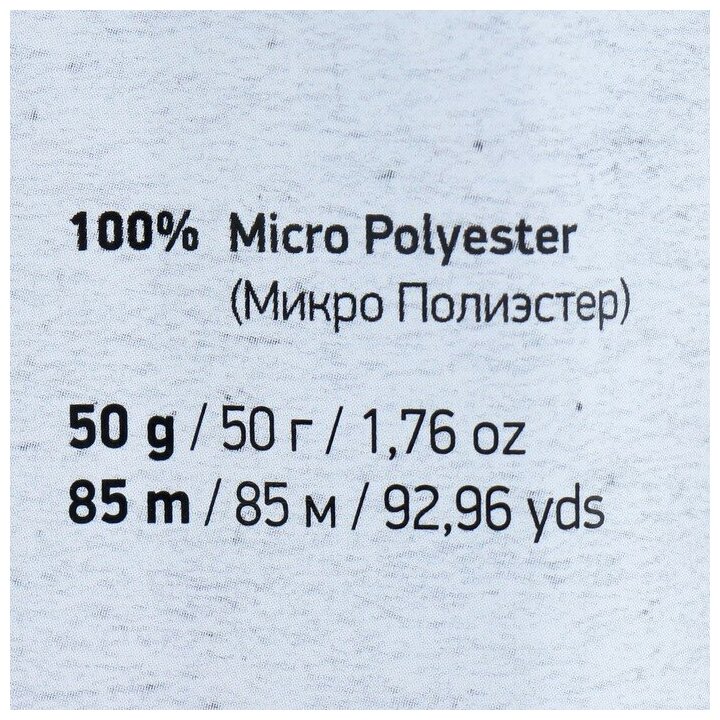 100% Micro Polyester
(Микро Полиэстер)
50 g / 50 г / 1,76 oz
85 m / 85 м / 92,96 yds